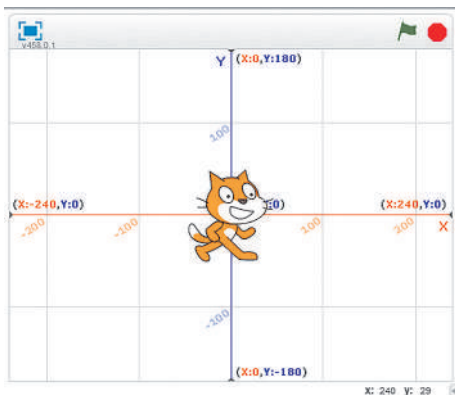 v458.0.1
Y (X:0,Y:180)
100
(X:-240,Y:0) 0) (X:240,Y:0)
-200 -100 100 200 X
-100
(X:0,Y:-180)
X: 240 Y: 29